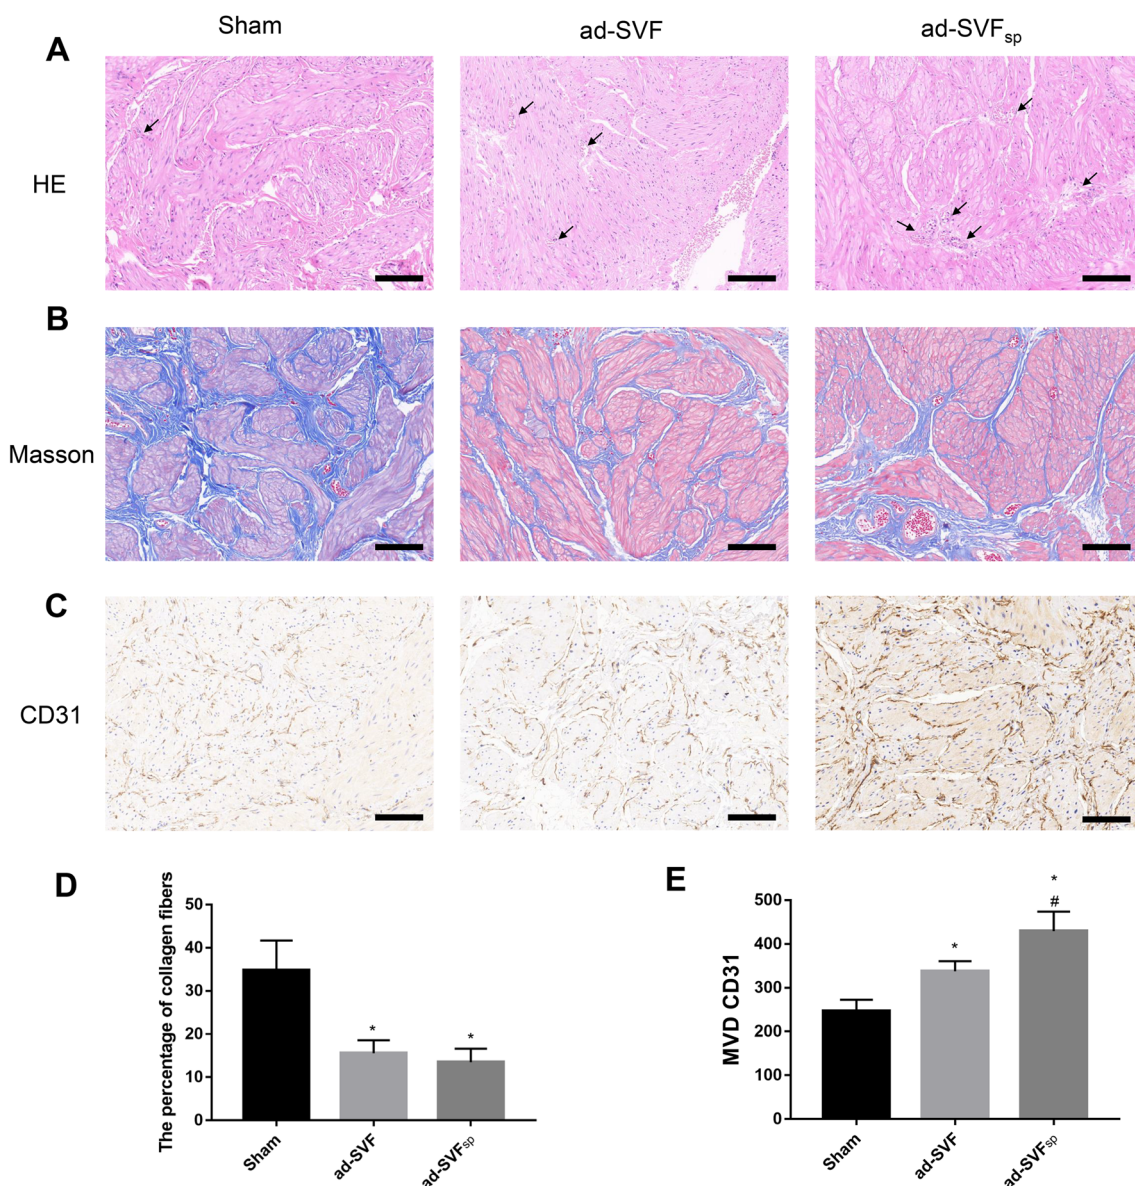 Sham ad-SVF ad-SVFsp
A
HE
B
Masson
C
CD31
D
The percentage of collagen fibers
50
40
30
20
10
0
* *
Sham ad-SVF ad-SVFsp
E
MVD CD31
500
400
300
200
100
0
*
*
#
Sham ad-SVF ad-SVFsp